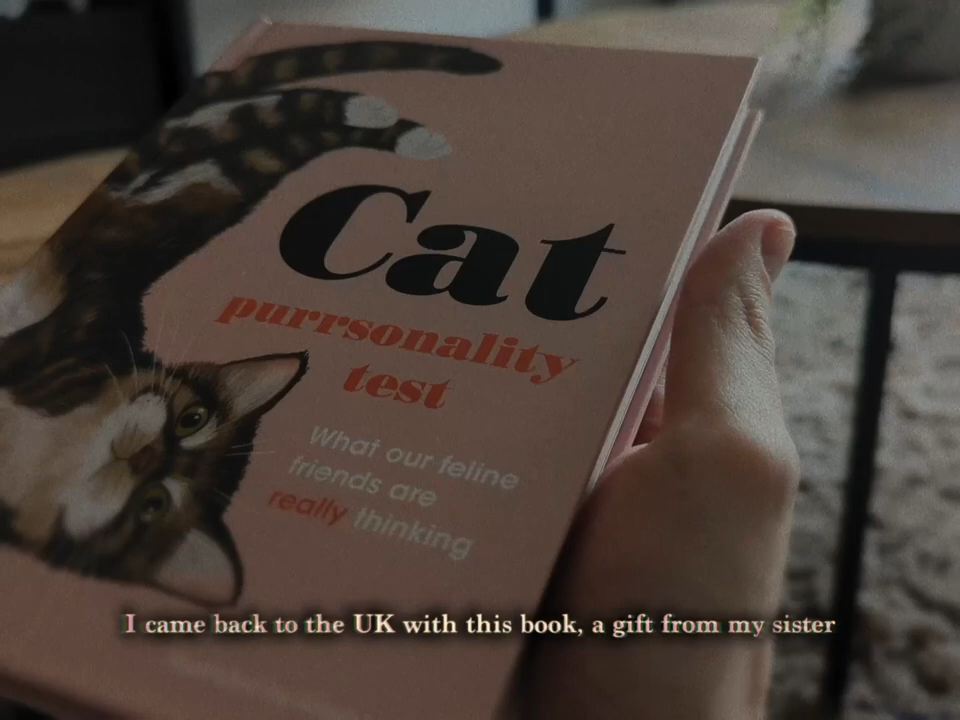 Cat
purrsonality
test
What our feline
friends are
really thinking
I came back to the UK with this book, a gift from my sister